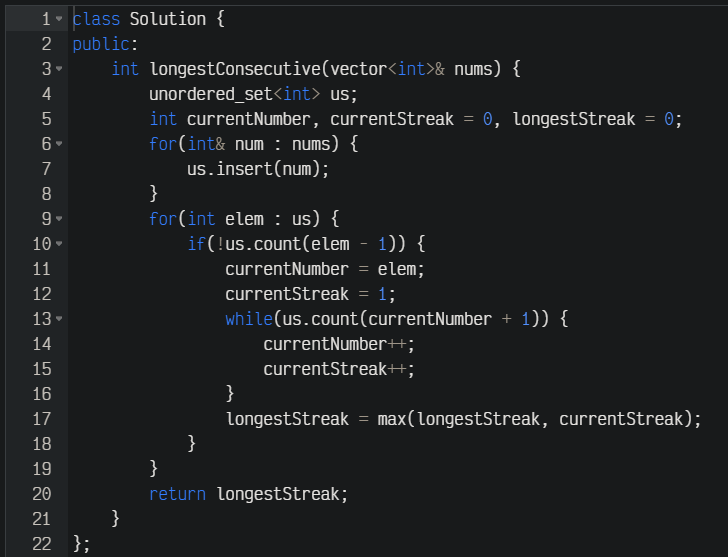 1 class Solution {
2 public:
3     int longestConsecutive(vector<int>& nums) {
4         unordered_set<int> us;
5         int currentNumber, currentStreak = 0, longestStreak = 0;
6         for(int& num : nums) {
7             us.insert(num);
8         }
9         for(int elem : us) {
10             if(!us.count(elem - 1)) {
11                 currentNumber = elem;
12                 currentStreak = 1;
13                 while(us.count(currentNumber + 1)) {
14                     currentNumber++;
15                     currentStreak++;
16                 }
17                 longestStreak = max(longestStreak, currentStreak);
18             }
19         }
20         return longestStreak;
21     }
22 };